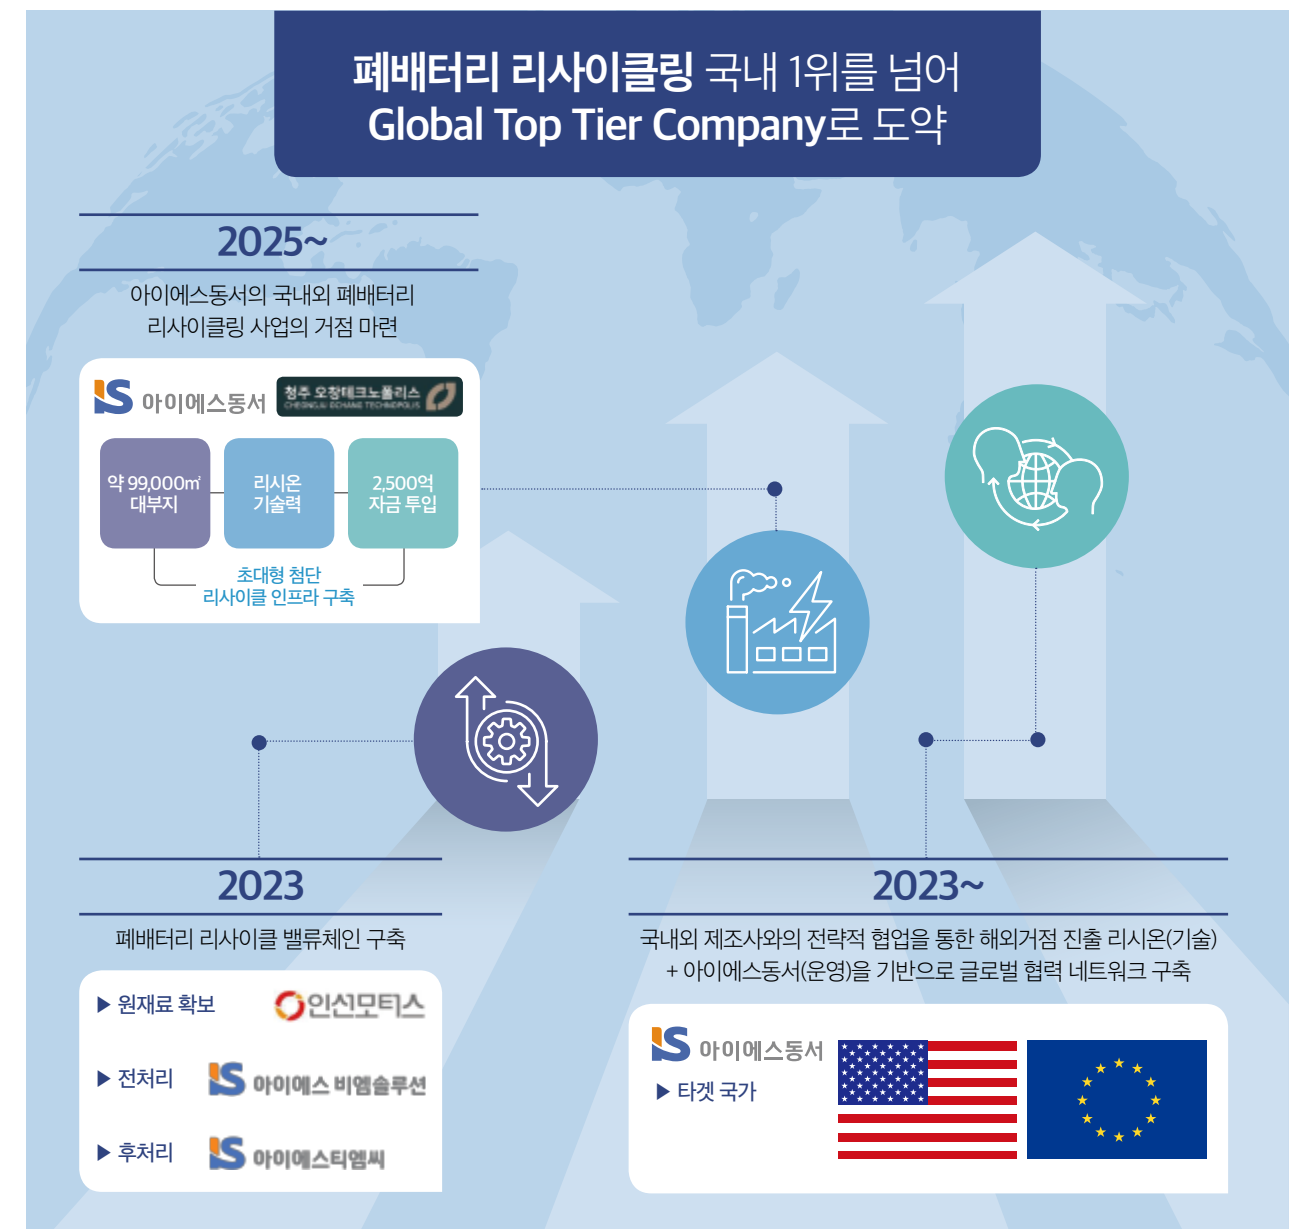 폐배터리 리사이클링 국내 1위를 넘어
Global Top Tier Company로 도약
2025~
아이에스동서의 국내외 폐배터리
리사이클링 사업의 거점 마련
IS 아이에스동서
청주 오창테크노폴리스
CHEONGJU OCHANG TECHNOPOLIS
약 99,000㎡
대부지
리시온
기술력
2,500억
자금 투입
초대형 첨단
리사이클 인프라 구축
2023
폐배터리 리사이클 밸류체인 구축
▶ 원재료 확보 인선모터스
▶ 전처리 IS 아이에스 비엠솔루션
▶ 후처리 IS 아이에스티엠씨
2023~
국내외 제조사와의 전략적 협업을 통한 해외거점 진출 리시온(기술)
+ 아이에스동서(운영)을 기반으로 글로벌 협력 네트워크 구축
IS 아이에스동서
▶ 타겟 국가